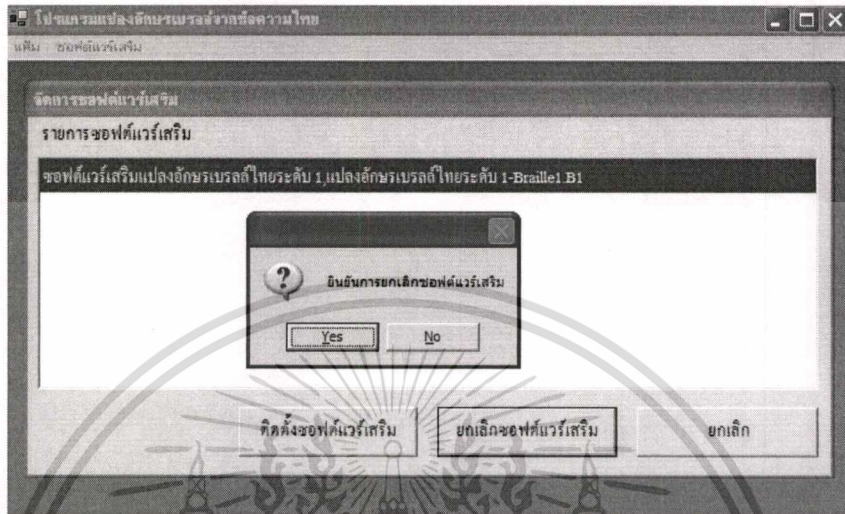 โปรแกรมแปลงอักษรเบรลล์จากข้อความไทย
แฟ้ม ซอฟต์แวร์เสริม
จัดการซอฟต์แวร์เสริม
รายการซอฟต์แวร์เสริม
ซอฟต์แวร์เสริมแปลงอักษรเบรลล์ไทยระดับ 1,แปลงอักษรเบรลล์ไทยระดับ 1-Braille1.B1
ยืนยันการยกเลิกซอฟต์แวร์เสริม
Yes No
ติดตั้งซอฟต์แวร์เสริม ยกเลิกซอฟต์แวร์เสริม ยกเลิก